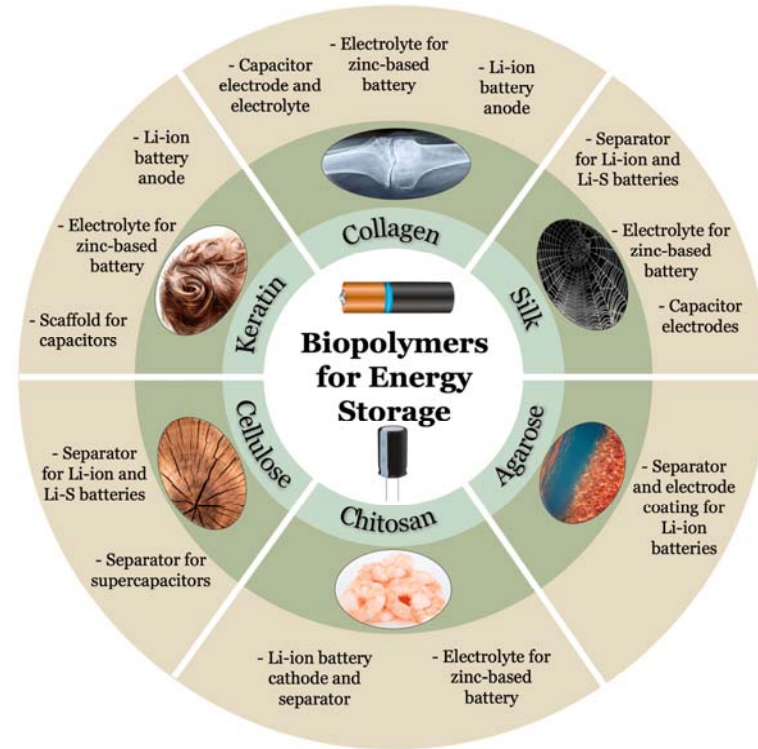 Biopolymers
for Energy
Storage
Collagen
- Capacitor
electrode and
electrolyte
- Electrolyte for
zinc-based
battery
- Li-ion
battery
anode
Silk
- Separator
for Li-ion and
Li-S batteries
- Electrolyte for
zinc-based
battery
- Capacitor
electrodes
Agarose
- Separator
and electrode
coating for
Li-ion
batteries
Chitosan
- Li-ion battery
cathode and
separator
- Electrolyte for
zinc-based
battery
Cellulose
- Separator
for Li-ion and
Li-S batteries
- Separator for
supercapacitors
Keratin
- Li-ion
battery
anode
- Electrolyte for
zinc-based
battery
- Scaffold for
capacitors